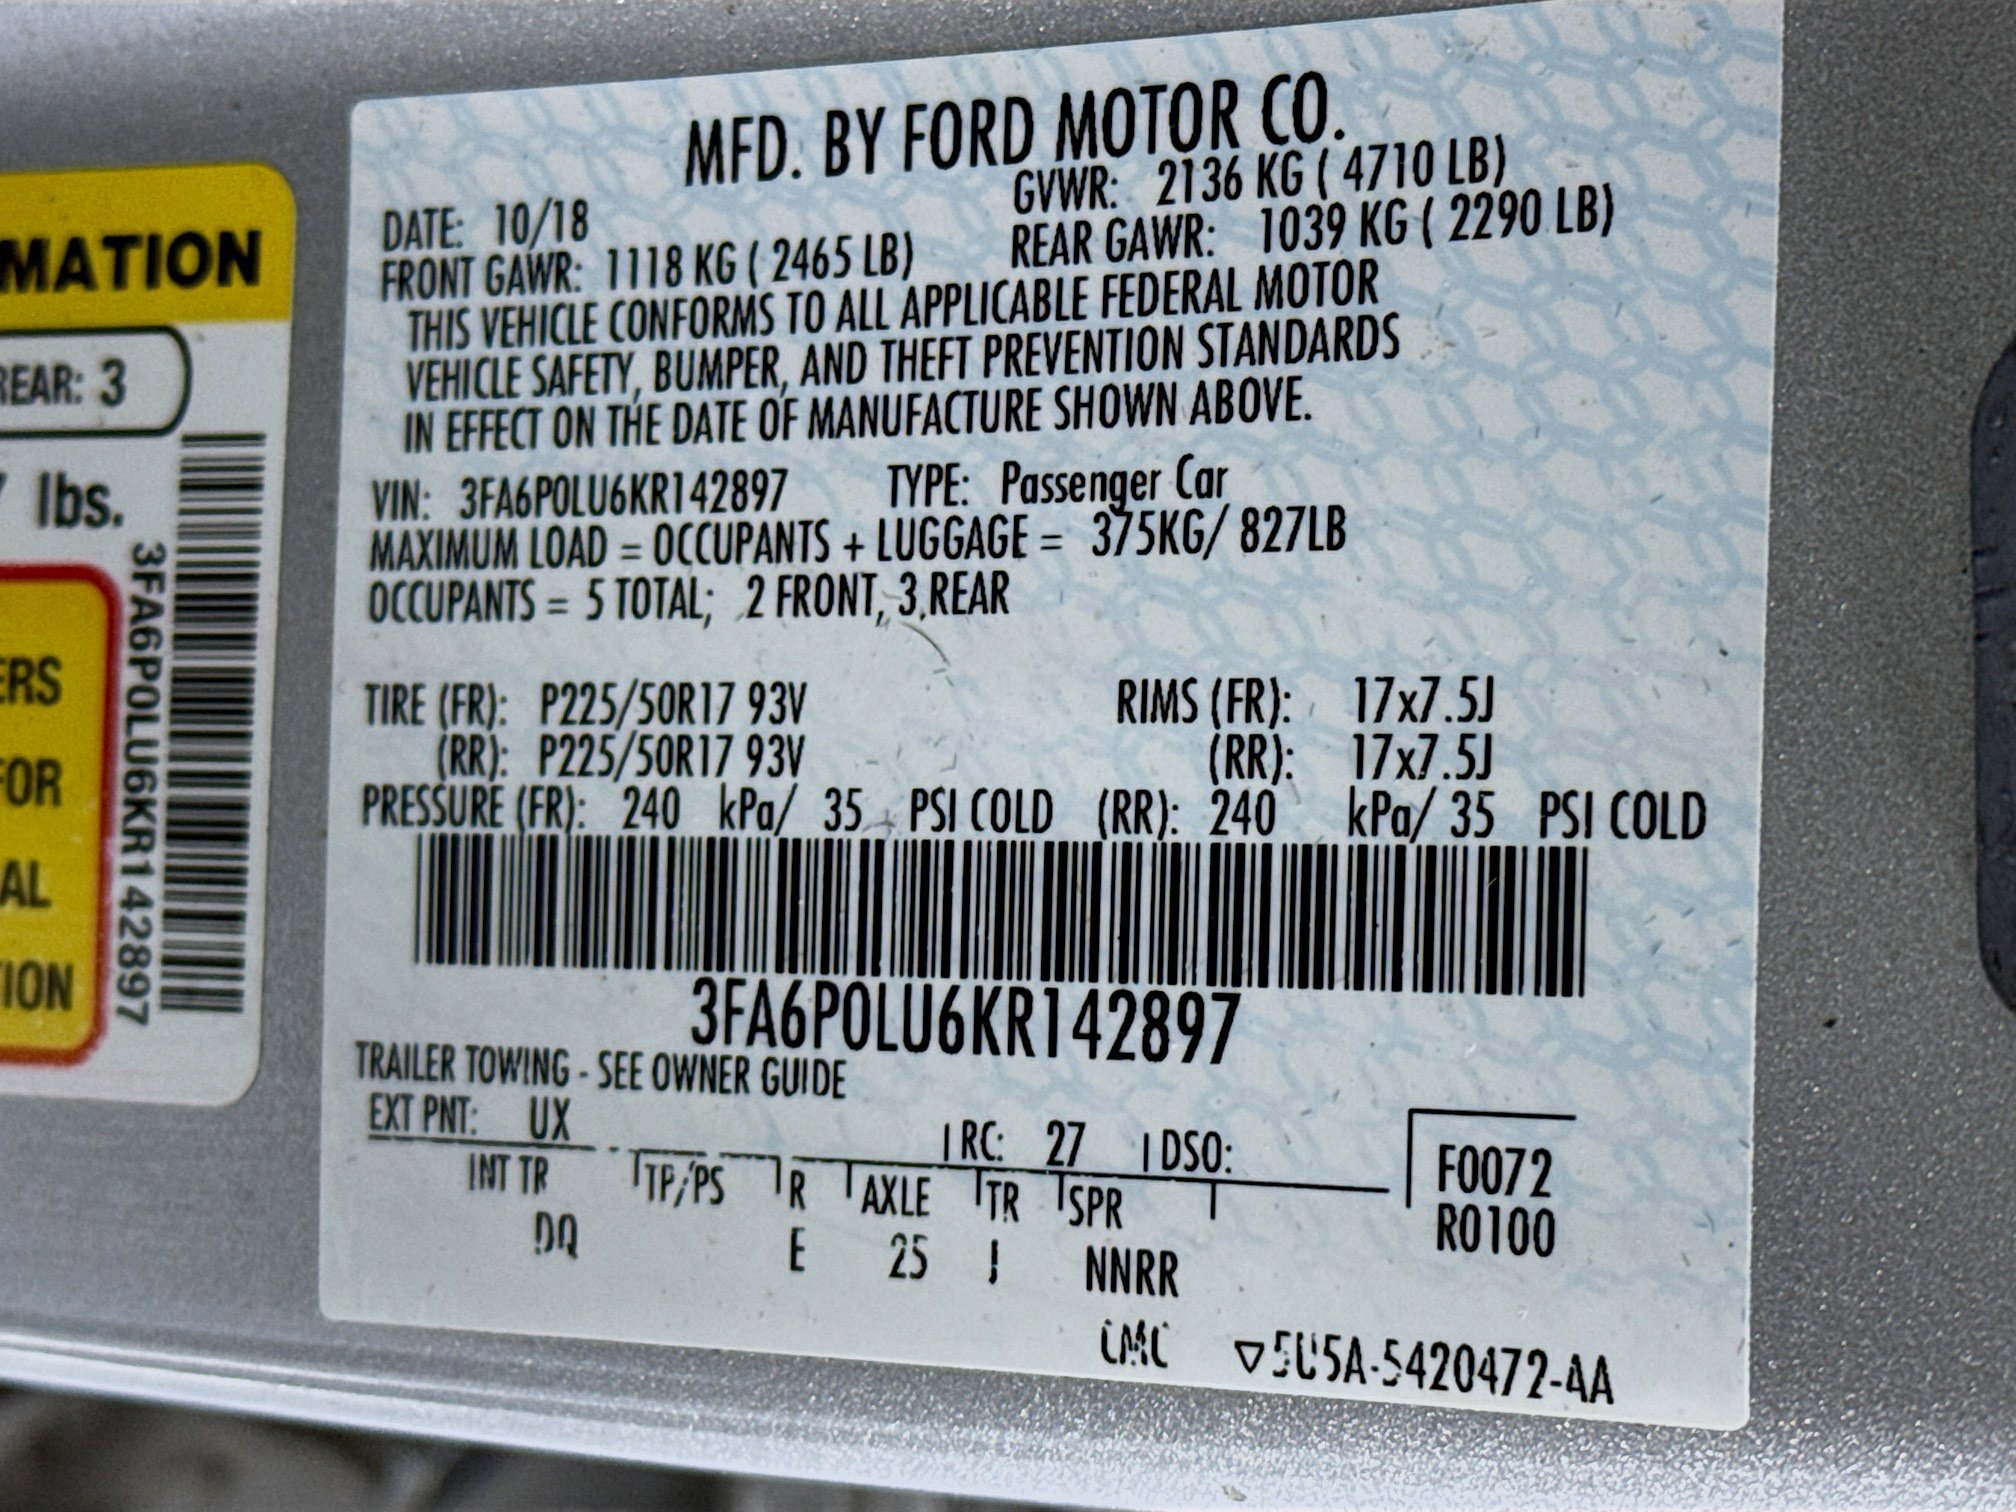 MATION
REAR: 3
lbs.
3FA6P0LU6KR142897
ERS
FOR
AL
TION
MFD. BY FORD MOTOR CO.
DATE: 10/18 GVWR: 2136 KG ( 4710 LB)
FRONT GAWR: 1118 KG ( 2465 LB) REAR GAWR: 1039 KG ( 2290 LB)
THIS VEHICLE CONFORMS TO ALL APPLICABLE FEDERAL MOTOR
VEHICLE SAFETY, BUMPER, AND THEFT PREVENTION STANDARDS
IN EFFECT ON THE DATE OF MANUFACTURE SHOWN ABOVE.
VIN: 3FA6P0LU6KR142897 TYPE: Passenger Car
MAXIMUM LOAD = OCCUPANTS + LUGGAGE = 375KG/ 827LB
OCCUPANTS = 5 TOTAL; 2 FRONT, 3 REAR
TIRE (FR): P225/50R17 93V RIMS (FR): 17x7.5J
(RR): P225/50R17 93V (RR): 17x7.5J
PRESSURE (FR): 240 kPa/ 35 PSI COLD (RR): 240 kPa/ 35 PSI COLD
3FA6P0LU6KR142897
TRAILER TOWING - SEE OWNER GUIDE
EXT PNT: UX RC: 27 DSO:
INT TR TP/PS R AXLE TR SPR
DQ E 25 J NNRR
F0072
R0100
CMC ▽5U5A-5420472-AA